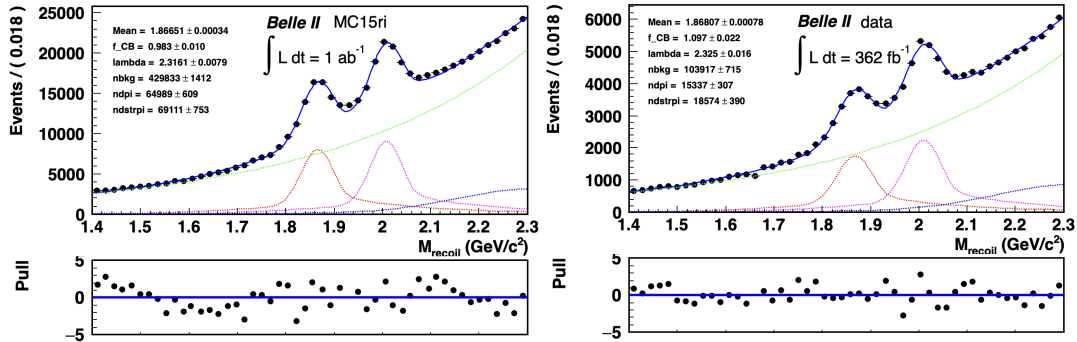 Events / ( 0.018 )
25000
20000
15000
10000
5000
0
Mean = 1.86651 ± 0.00034
f_CB = 0.983 ± 0.010
lambda = 2.3161 ± 0.0079
nbkg = 429833 ± 1412
ndpi = 64989 ± 609
ndstrpi = 69111 ± 753
Belle II MC15ri
∫ L dt = 1 ab⁻¹
1.4 1.5 1.6 1.7 1.8 1.9 2 2.1 2.2 2.3
M_recoil (GeV/c²)
Pull
5
0
−5
Events / ( 0.018 )
6000
5000
4000
3000
2000
1000
0
Mean = 1.86807 ± 0.00078
f_CB = 1.097 ± 0.022
lambda = 2.325 ± 0.016
nbkg = 103917 ± 715
ndpi = 15337 ± 307
ndstrpi = 18574 ± 390
Belle II data
∫ L dt = 362 fb⁻¹
1.4 1.5 1.6 1.7 1.8 1.9 2 2.1 2.2 2.3
M_recoil (GeV/c²)
Pull
5
0
−5